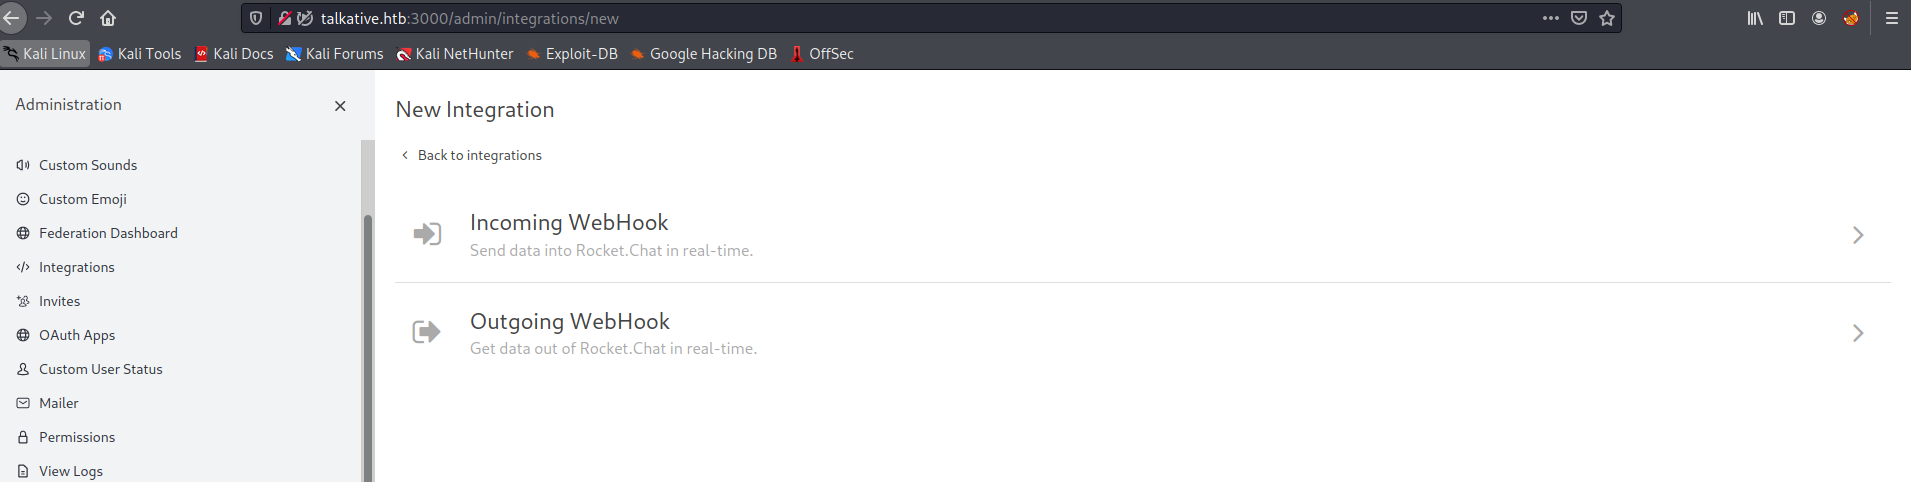 talkative.htb:3000/admin/integrations/new
Kali Linux Kali Tools Kali Docs Kali Forums Kali NetHunter Exploit-DB Google Hacking DB OffSec
Administration
Custom Sounds
Custom Emoji
Federation Dashboard
Integrations
Invites
OAuth Apps
Custom User Status
Mailer
Permissions
View Logs
New Integration
Back to integrations
Incoming WebHook
Send data into Rocket.Chat in real-time.
Outgoing WebHook
Get data out of Rocket.Chat in real-time.